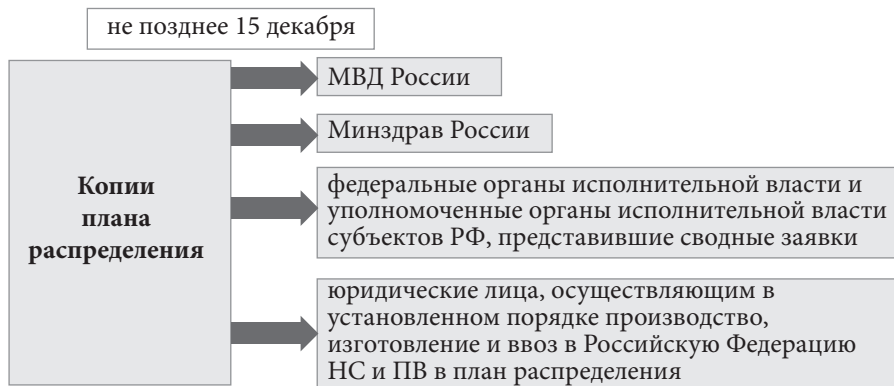 не позднее 15 декабря
Копии
плана
распределения
МВД России
Минздрав России
федеральные органы исполнительной власти и
уполномоченные органы исполнительной власти
субъектов РФ, представившие сводные заявки
юридические лица, осуществляющим в
установленном порядке производство,
изготовление и ввоз в Российскую Федерацию
НС и ПВ в план распределения